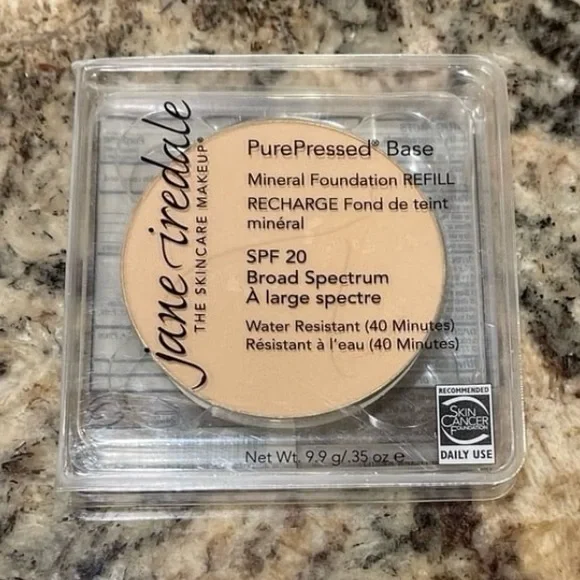 jane iredale
THE SKINCARE MAKEUP®
PurePressed® Base
Mineral Foundation REFILL
RECHARGE Fond de teint
minéral
SPF 20
Broad Spectrum
À large spectre
Water Resistant (40 Minutes)
Résistant à l'eau (40 Minutes)
Net Wt. 9.9 g/.35 oz e
RECOMMENDED
SKIN
CANCER
FOUNDATION
DAILY USE